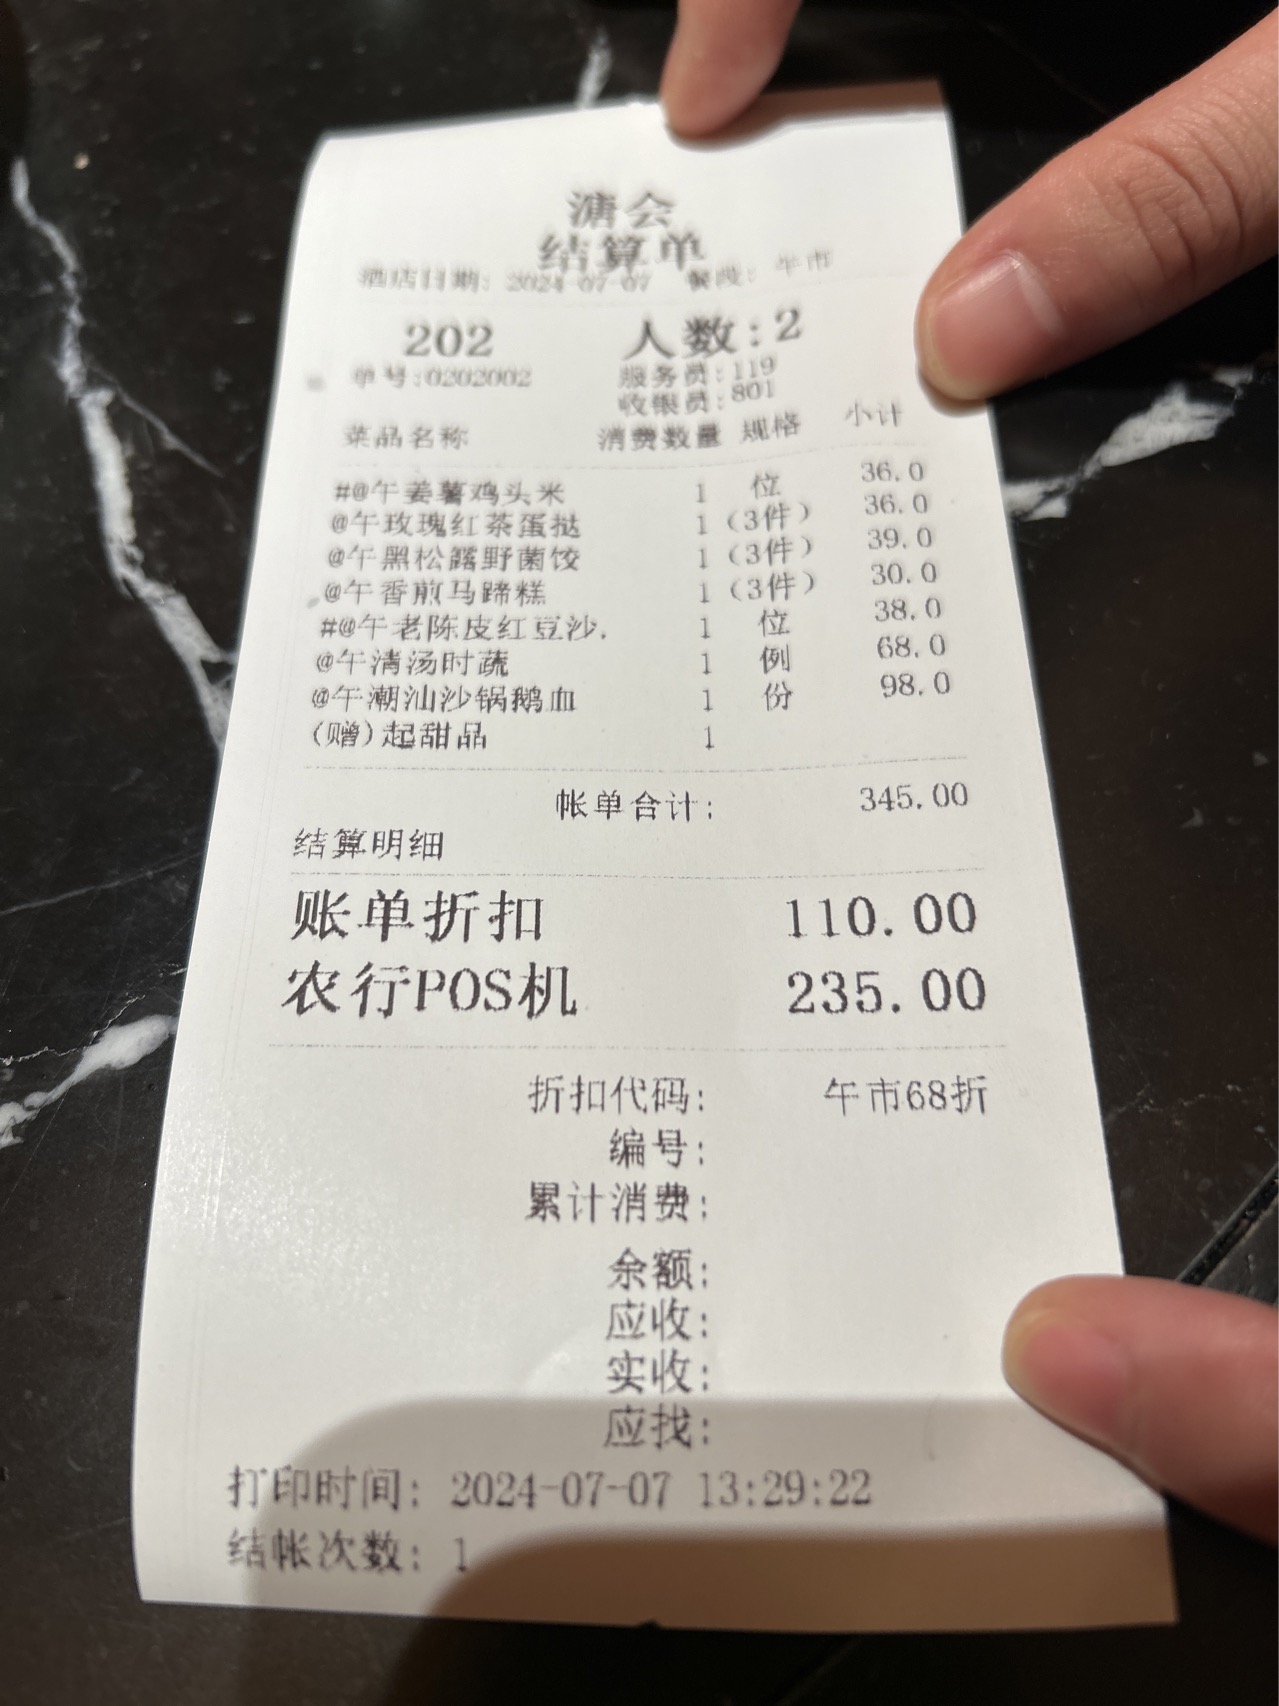 溏会
结算单
酒店日期: 2024-07-07 餐段: 午市
202 人数:2
单号:0202002 服务员:119
收银员:801
菜品名称 消费数量 规格 小计
#@午姜薯鸡头米 1 位 36.0
@午玫瑰红茶蛋挞 1 (3件) 36.0
@午黑松露野菌饺 1 (3件) 39.0
@午香煎马蹄糕 1 (3件) 30.0
#@午老陈皮红豆沙. 1 位 38.0
@午清汤时蔬 1 例 68.0
@午潮汕沙锅鹅血 1 份 98.0
(赠)起甜品 1
帐单合计: 345.00
结算明细
账单折扣 110.00
农行POS机 235.00
折扣代码: 午市68折
编号:
累计消费:
余额:
应收:
实收:
应找:
打印时间: 2024-07-07 13:29:22
结帐次数: 1